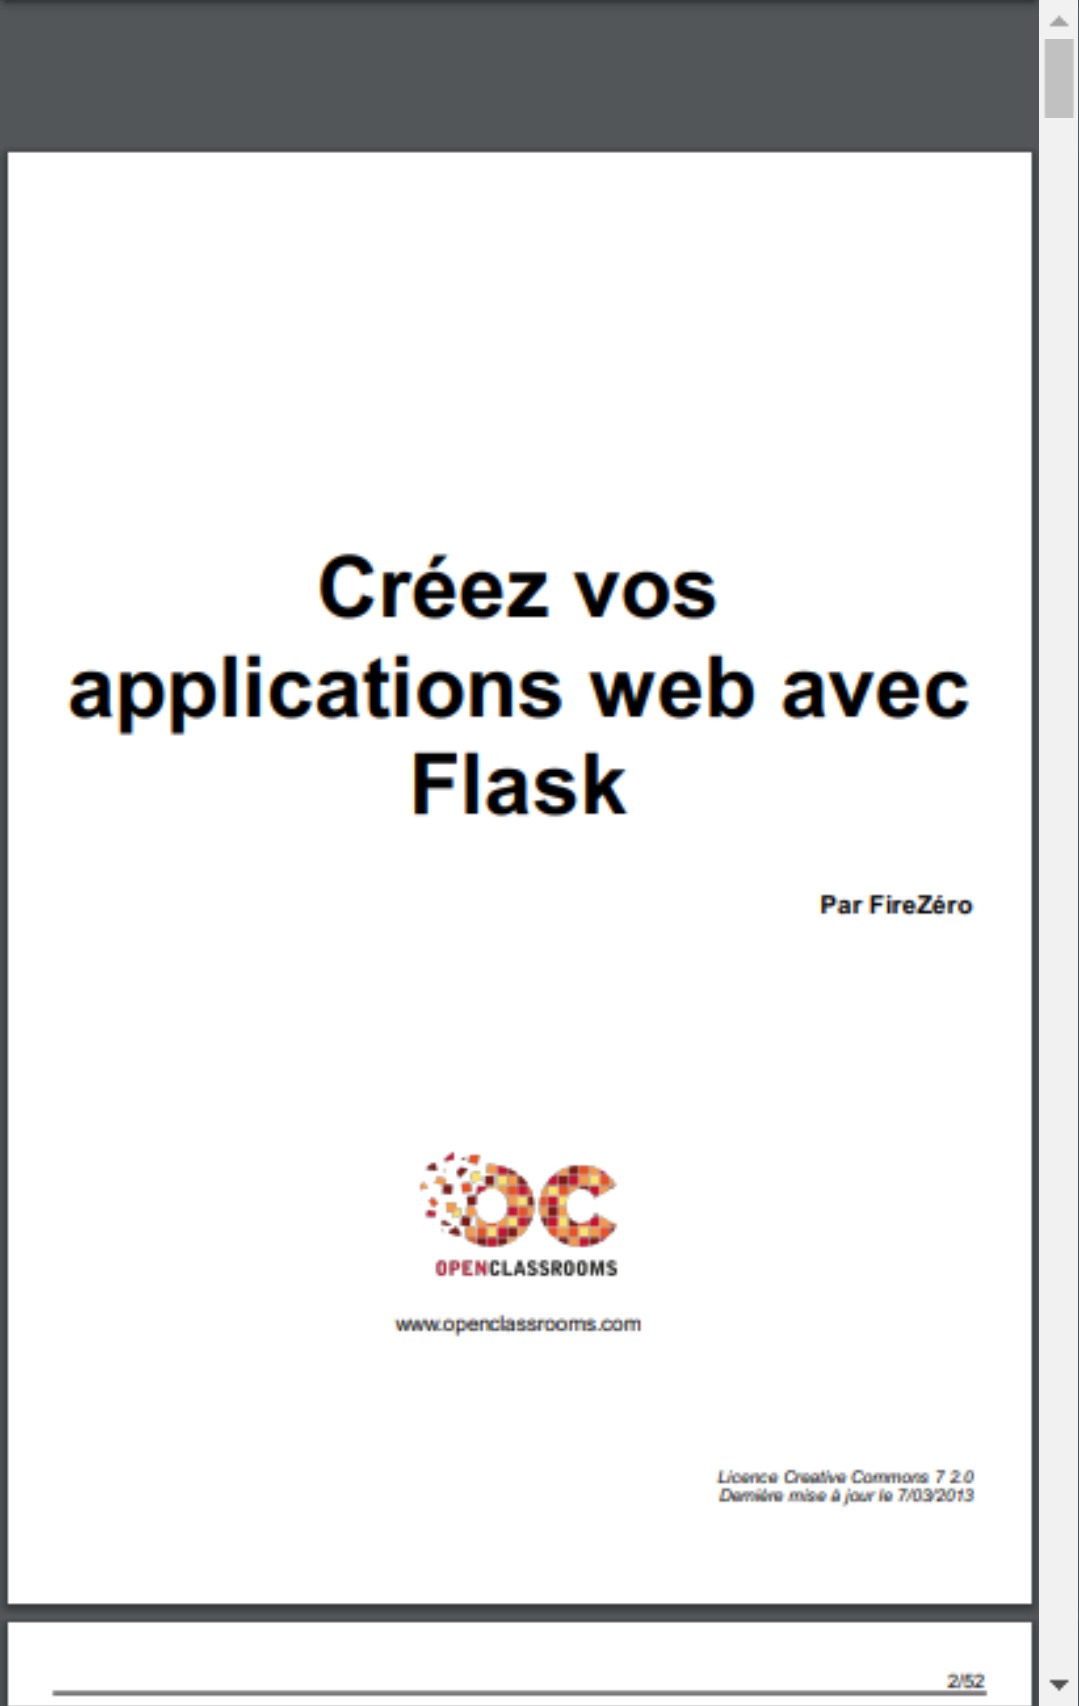 Créez vos
applications web avec
Flask
Par FireZéro
OC
OPENCLASSROOMS
www.openclassrooms.com
Licence Creative Commons 7 2.0
Dernière mise à jour le 7/03/2013
2/52